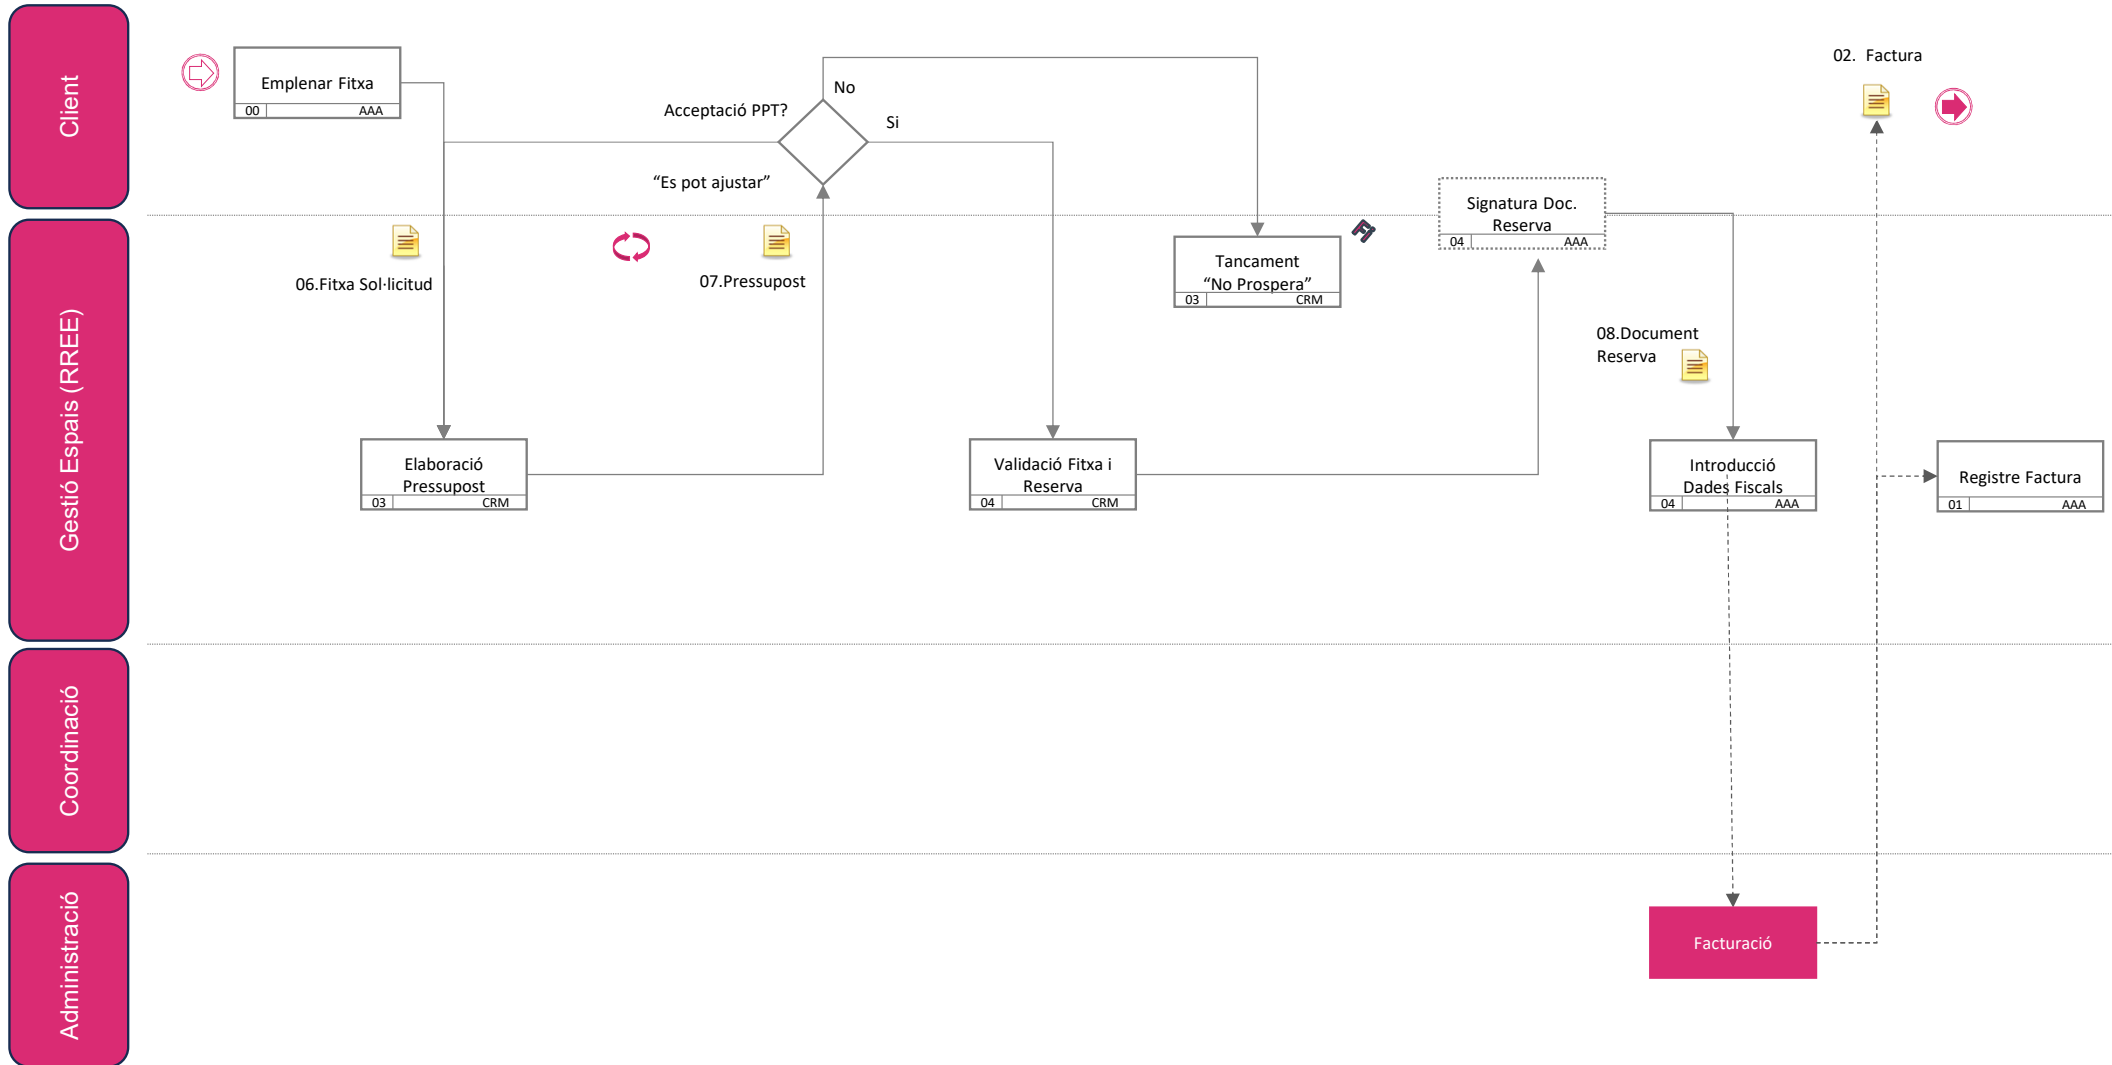 Client
Emplenar Fitxa
00 AAA
Acceptació PPT?
No
Si
“Es pot ajustar”
02. Factura
Signatura Doc.
Reserva
04 AAA
Gestió Espais (RREE)
06.Fitxa Sol·licitud
07.Pressupost
Tancament
“No Prospera”
03 CRM
08.Document
Reserva
Elaboració
Pressupost
03 CRM
Validació Fitxa i
Reserva
04 CRM
Introducció
Dades Fiscals
04 AAA
Registre Factura
01 AAA
Coordinació
Administració
Facturació